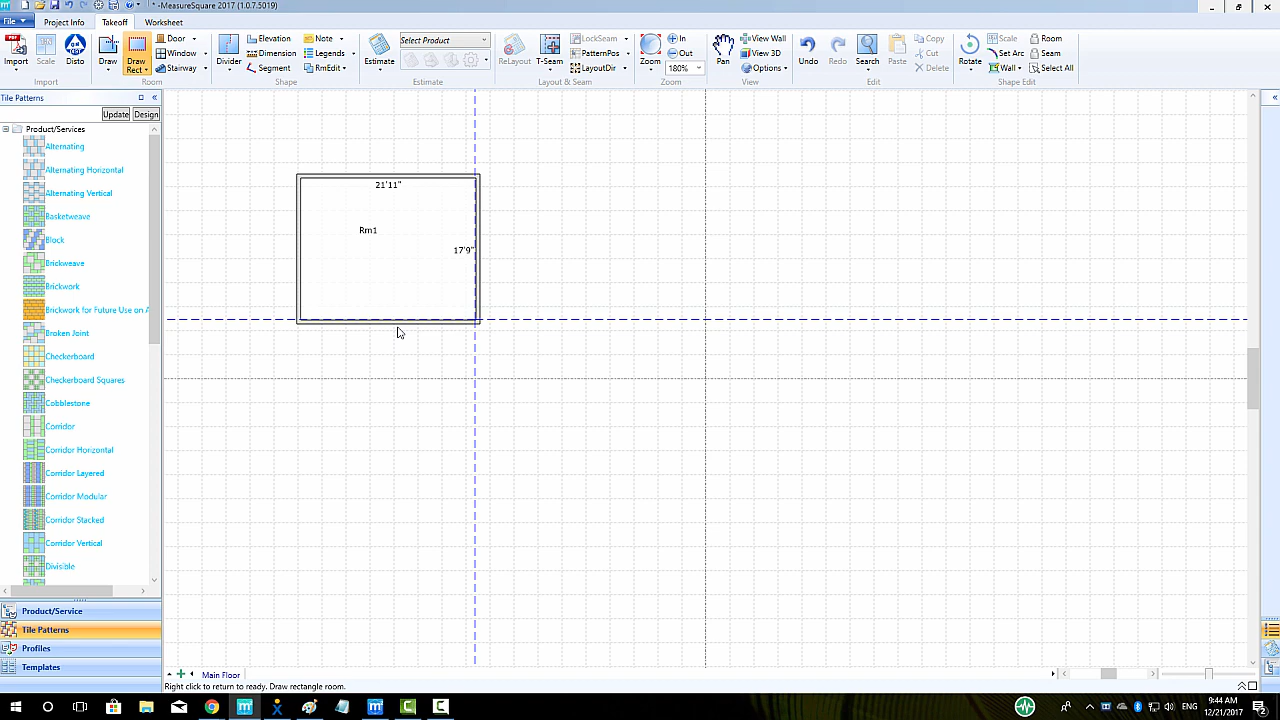 * -MeasureSquare 2017 (1.0.7.5019)
File Project Info Takeoff Worksheet
Import Scale Disto Draw Draw Rect Door Window Stairway Divider Elevation Dimension Segment Note Legends RmEdit Estimate Select Product ReLayout T-Seam LockSeam PatternPos LayoutDir Zoom In Out 180% Pan View Wall View 3D Options Undo Redo Search Paste Copy Cut Delete Rotate Scale Set Arc Wall Room Seam Select All
Import Room Shape Estimate Layout & Seam Zoom View Edit Shape Edit
Tile Patterns
Update Design
Product/Services
Alternating
Alternating Horizontal
Alternating Vertical
Basketweave
Block
Brickweave
Brickwork
Brickwork for Future Use on A
Broken Joint
Checkerboard
Checkerboard Squares
Cobblestone
Corridor
Corridor Horizontal
Corridor Layered
Corridor Modular
Corridor Stacked
Corridor Vertical
Divisible
Product/Service
Tile Patterns
Profiles
Templates
21'11"
Rm1
17'9"
Main Floor
Right click to return to ready. Draw rectangle room.
9:44 AM
12/21/2017
2